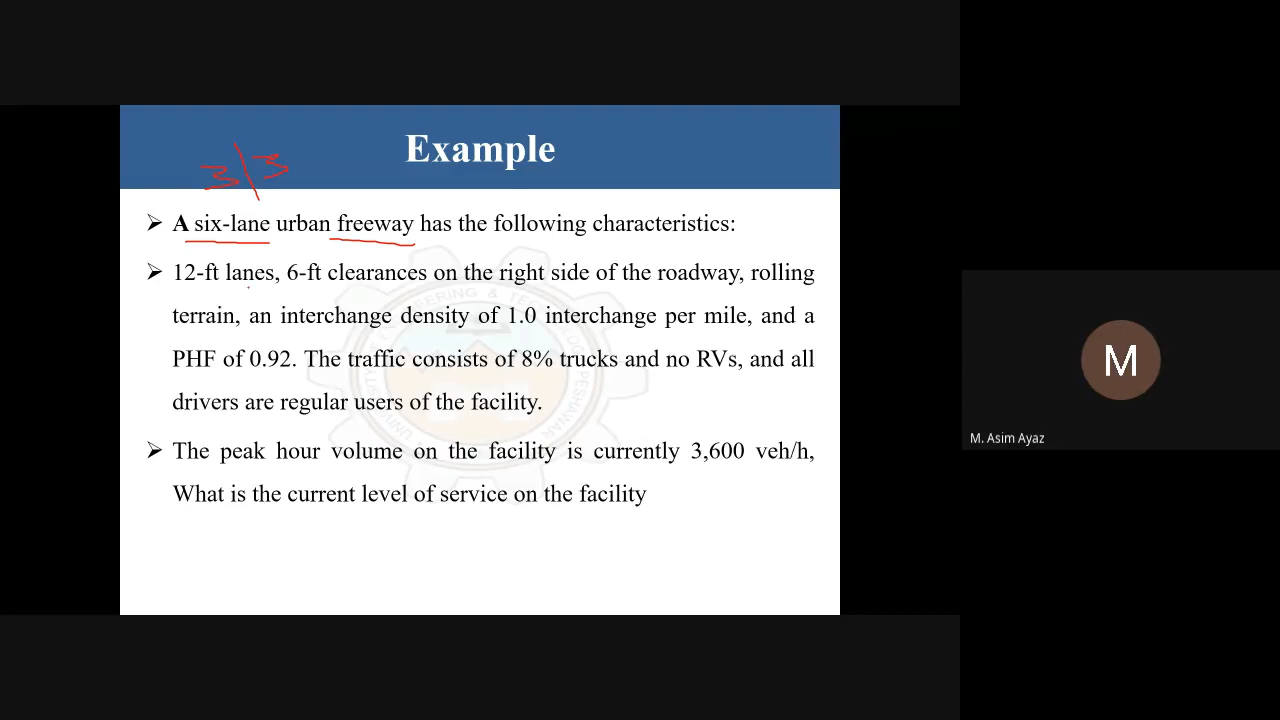 Example
3 | 3
➢ A six-lane urban freeway has the following characteristics:
➢ 12-ft lanes, 6-ft clearances on the right side of the roadway, rolling
terrain, an interchange density of 1.0 interchange per mile, and a
PHF of 0.92. The traffic consists of 8% trucks and no RVs, and all
drivers are regular users of the facility.
➢ The peak hour volume on the facility is currently 3,600 veh/h,
What is the current level of service on the facility
M
M. Asim Ayaz